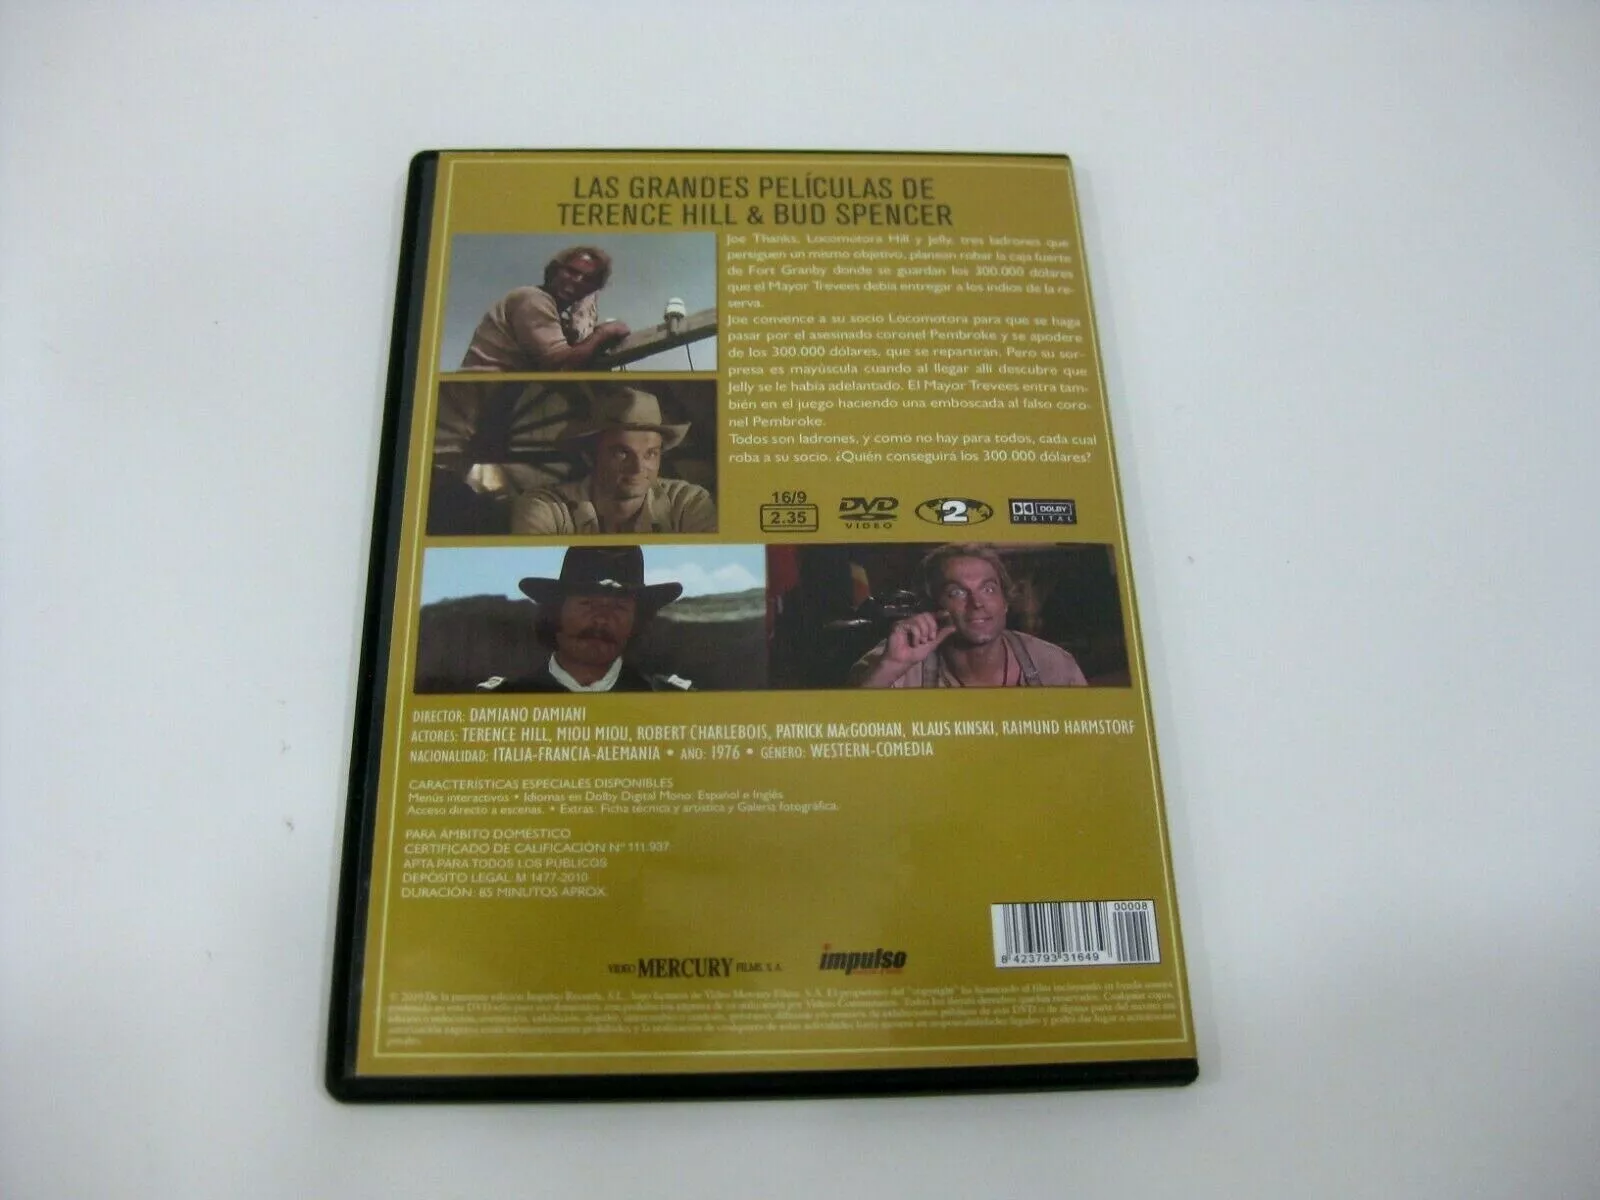 LAS GRANDES PELÍCULAS DE
TERENCE HILL & BUD SPENCER
Joe Thanks, Locomotora Hill y Jelly, tres ladrones que
persiguen un mismo objetivo, planean robar la caja fuerte
de Fort Granby donde se guardan los 300.000 dólares
que el Mayor Trevees debía entregar a los indios de la re-
serva.
Joe convence a su socio Locomotora para que se haga
pasar por el asesinado coronel Pembroke y se apodere
de los 300.000 dólares, que se repartirán. Pero su sor-
presa es mayúscula cuando al llegar allí descubre que
Jelly se le había adelantado. El Mayor Trevees entra tam-
bién en el juego haciendo una emboscada al falso coro-
nel Pembroke.
Todos son ladrones, y como no hay para todos, cada cual
roba a su socio. ¿Quién conseguirá los 300.000 dólares?
16/9
2.35
DVD
VIDEO
2
DOLBY
DIGITAL
DIRECTOR: DAMIANO DAMIANI
ACTORES: TERENCE HILL, MIOU MIOU, ROBERT CHARLEBOIS, PATRICK MACGOOHAN, KLAUS KINSKI, RAIMUND HARMSTORF
NACIONALIDAD: ITALIA-FRANCIA-ALEMANIA • AÑO: 1976 • GÉNERO: WESTERN-COMEDIA
CARACTERÍSTICAS ESPECIALES DISPONIBLES
Menús interactivos • Idiomas en Dolby Digital Mono: Español e Inglés
Acceso directo a escenas. • Extras: Ficha técnica y artística y Galería fotográfica.
PARA ÁMBITO DOMÉSTICO
CERTIFICADO DE CALIFICACIÓN Nº 111.937
APTA PARA TODOS LOS PÚBLICOS
DEPÓSITO LEGAL: M 1477-2010
DURACIÓN: 85 MINUTOS APROX.
00008
8 423793 31649
VIDEO MERCURY FILMS, S.A.
impulso